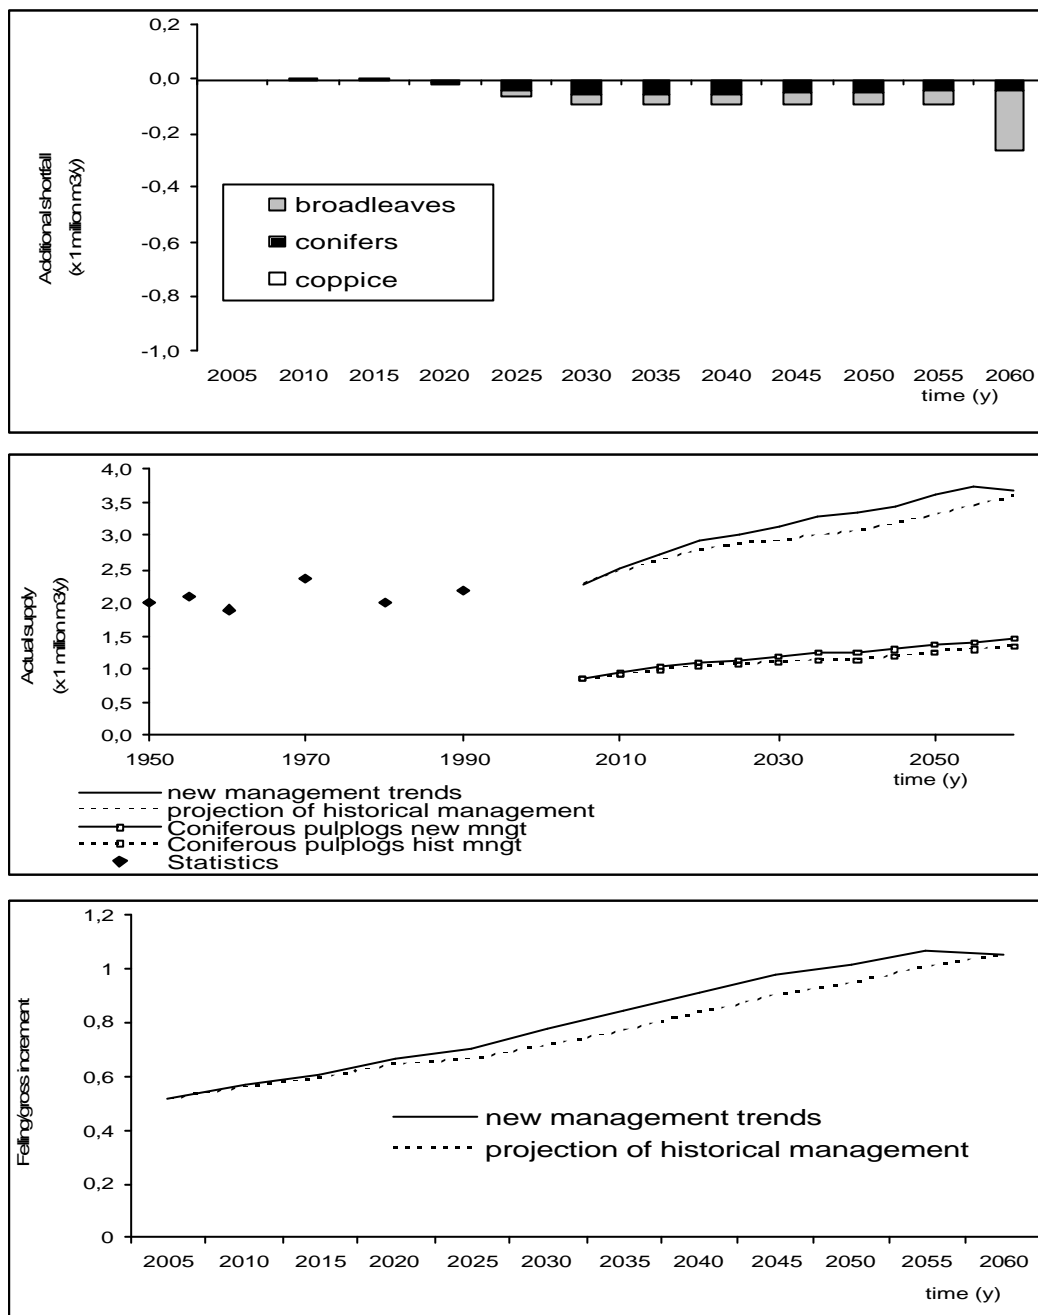 0,2
0,0
-0,2
-0,4
-0,6
-0,8
-1,0
Additional shortfall
(x 1 million m3/y)
broadleaves
conifers
coppice
2005 2010 2015 2020 2025 2030 2035 2040 2045 2050 2055 2060
time (y)
4,0
3,5
3,0
2,5
2,0
1,5
1,0
0,5
0,0
Actual supply
(x 1 million m3/y)
1950 1970 1990 2010 2030 2050
time (y)
new management trends
projection of historical management
Coniferous pulplogs new mngt
Coniferous pulplogs hist mngt
Statistics
1,2
1
0,8
0,6
0,4
0,2
0
Felling/gross increment
new management trends
projection of historical management
2005 2010 2015 2020 2025 2030 2035 2040 2045 2050 2055 2060
time (y)